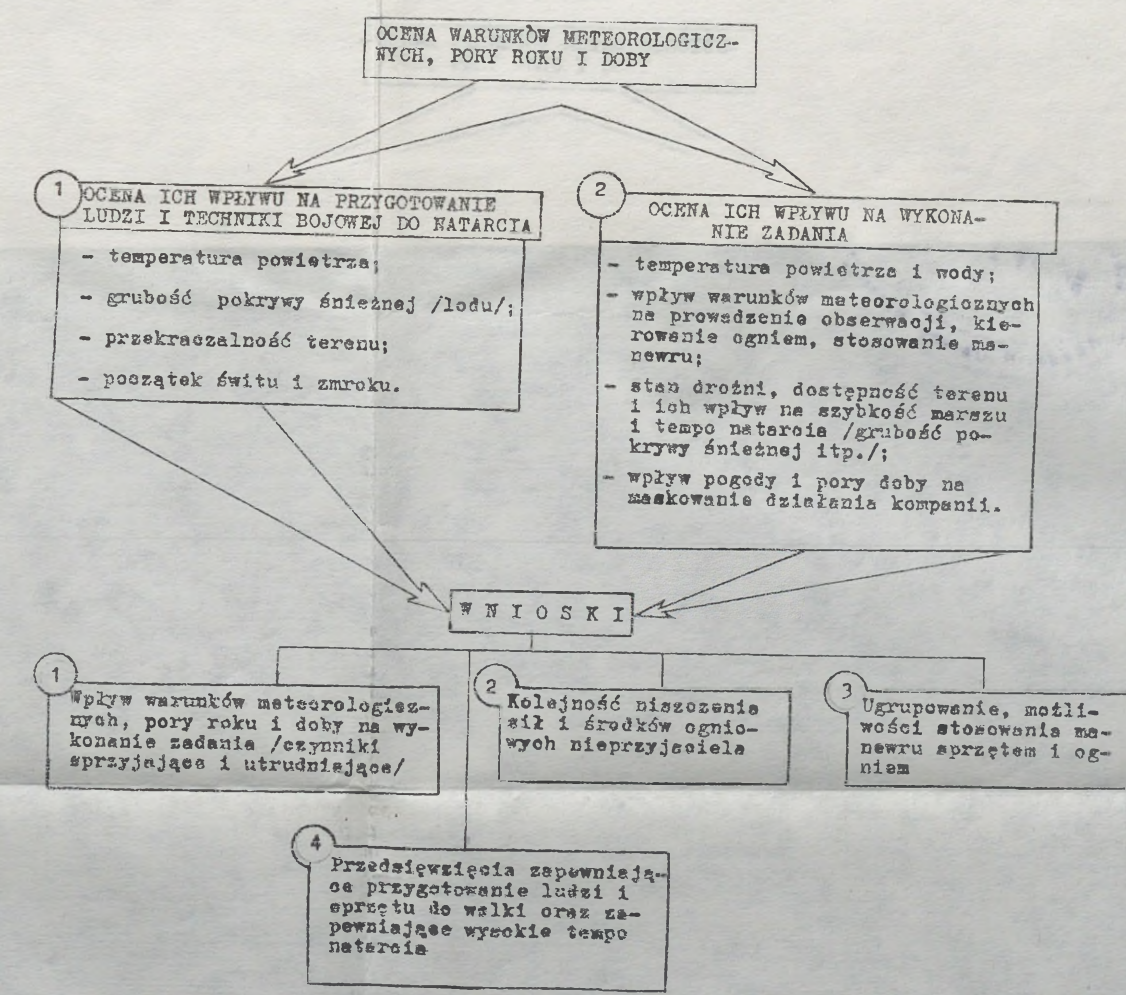 OCENA WARUNKÓW METEOROLOGICZ-
NYCH, PORY ROKU I DOBY
1
OCENA ICH WPŁYWU NA PRZYGOTOWANIE
LUDZI I TECHNIKI BOJOWEJ DO NATARCIA
- temperatura powietrza;
- grubość pokrywy śnieżnej /lodu/;
- przekraczalność terenu;
- początek świtu i zmroku.
2
OCENA ICH WPŁYWU NA WYKONA-
NIE ZADANIA
- temperatura powietrza i wody;
- wpływ warunków meteorologicznych
na prowadzenie obserwacji, kie-
rowanie ogniem, stosowanie ma-
newru;
- stan drożni, dostępność terenu
i ich wpływ na szybkość marszu
i tempo natarcia /grubość po-
krywy śnieżnej itp./;
- wpływ pogody i pory doby na
maskowanie działania kompanii.
W N I O S K I
1
Wpływ warunków meteorologicz-
nych, pory roku i doby na wy-
konanie zadania /czynniki
sprzyjające i utrudniające/
2
Kolejność niszczenia
sił i środków ognio-
wych nieprzyjaciela
3
Ugrupowanie, możli-
wości stosowania ma-
newru sprzętem i og-
niem
4
Przedsięwzięcia zapewniają-
ce przygotowanie ludzi i
sprzętu do walki oraz za-
pewniające wysokie tempo
natarcia